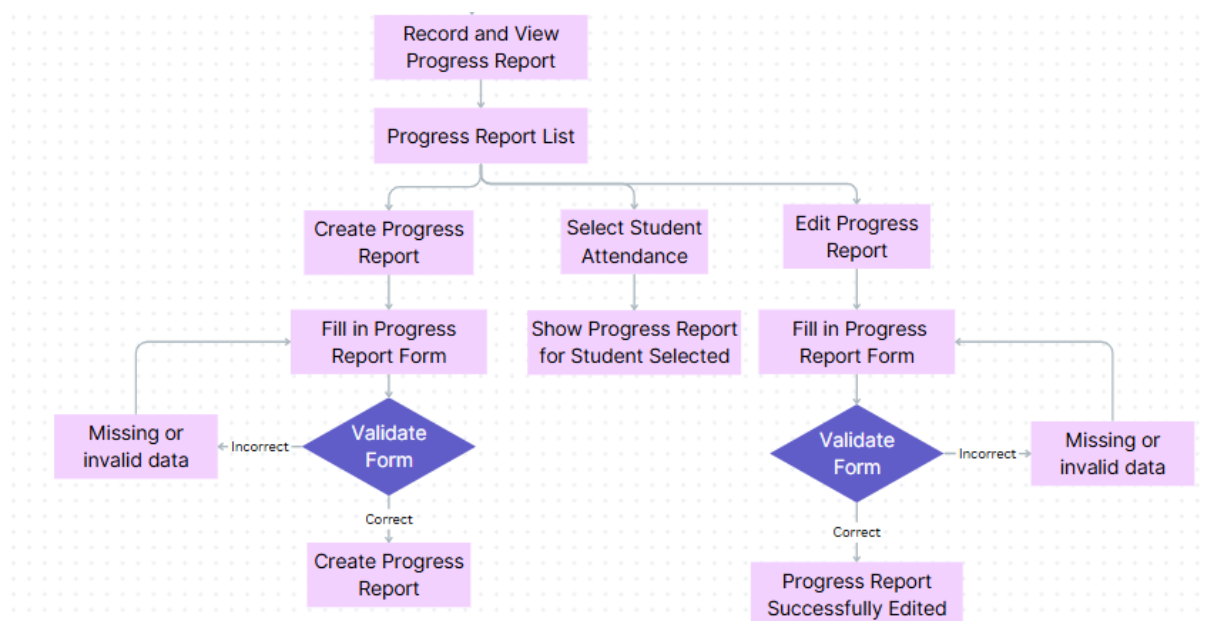 Record and View
Progress Report
Progress Report List
Create Progress
Report
Select Student
Attendance
Edit Progress
Report
Fill in Progress
Report Form
Show Progress Report
for Student Selected
Fill in Progress
Report Form
Missing or
invalid data
Incorrect
Validate
Form
Validate
Form
Incorrect
Missing or
invalid data
Correct
Correct
Create Progress
Report
Progress Report
Successfully Edited